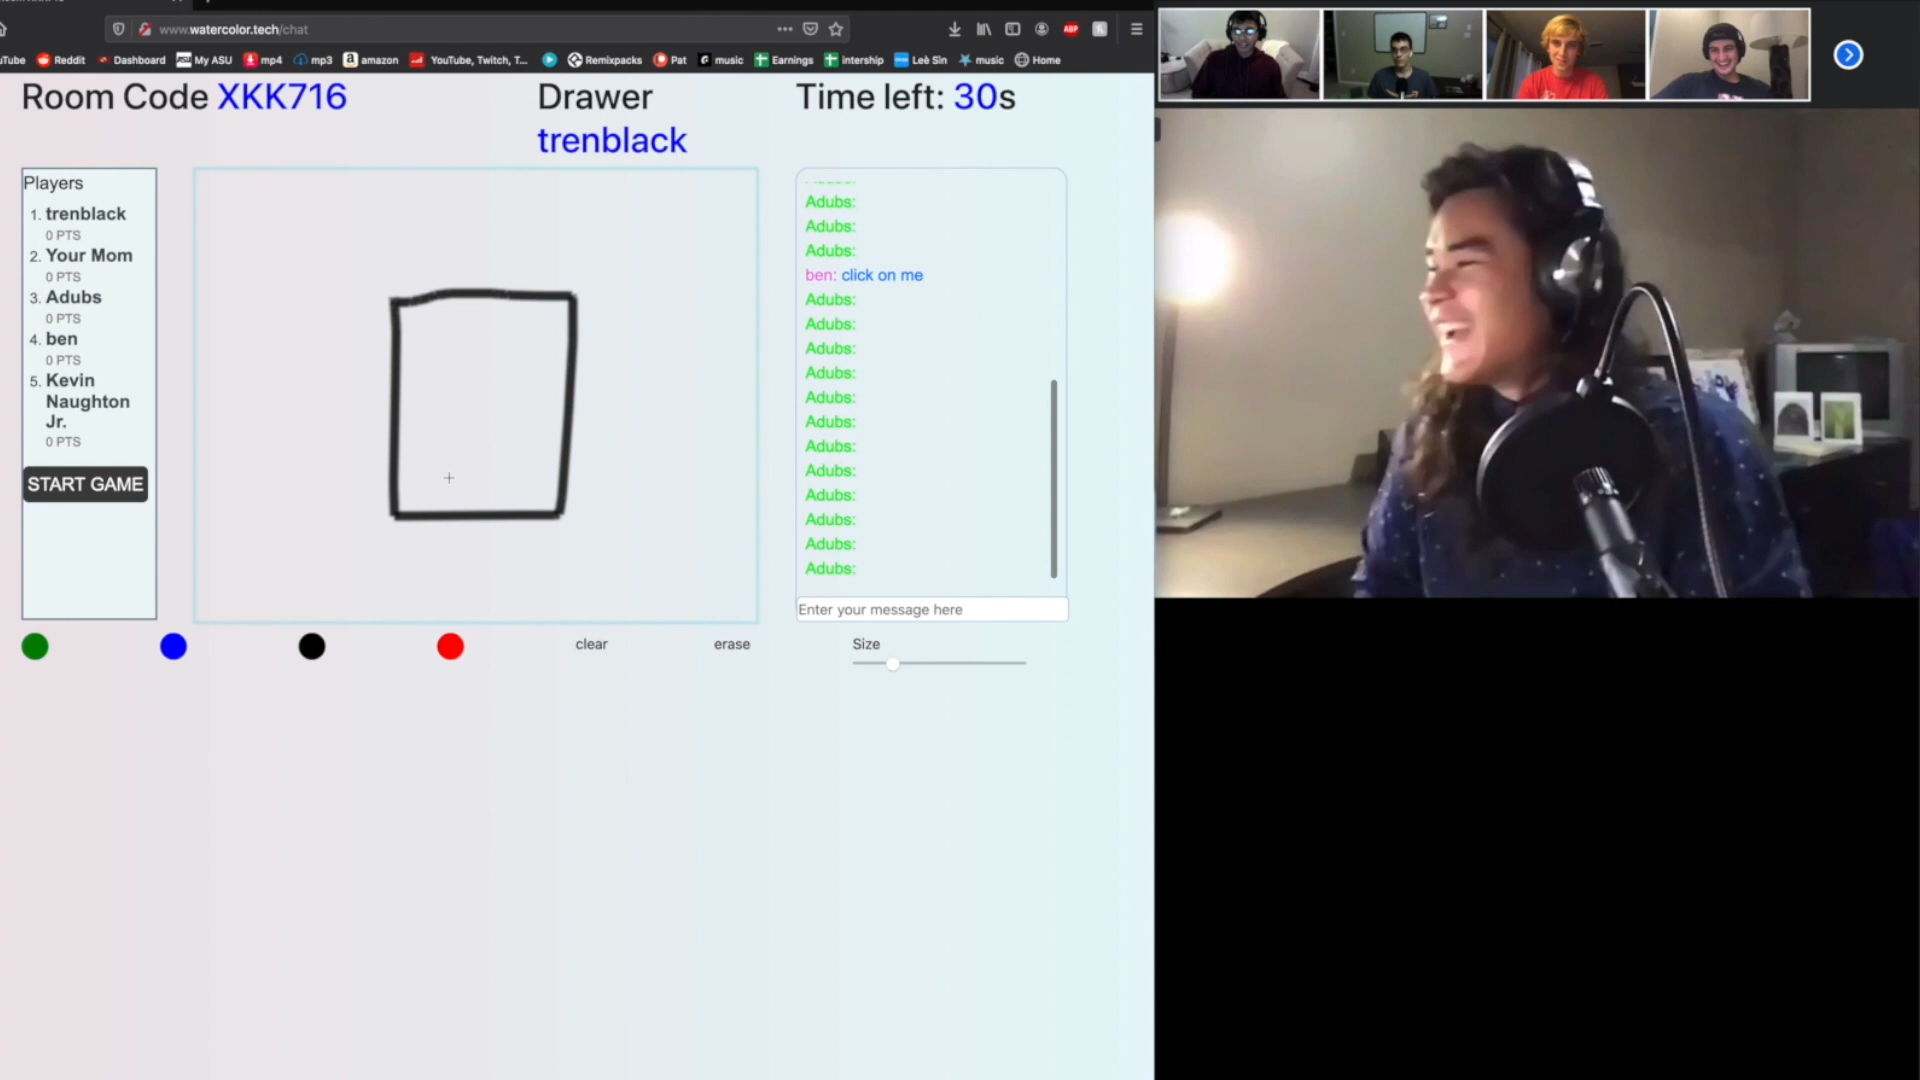 www.watercolor.tech/chat
ABP
uTube Reddit Dashboard My ASU mp4 mp3 amazon YouTube, Twitch, T... Remixpacks Pat music Earnings intership Leè Sin music Home
Room Code XKK716
Drawer
trenblack
Time left: 30s
Players
1. trenblack
0 PTS
2. Your Mom
0 PTS
3. Adubs
0 PTS
4. ben
0 PTS
5. Kevin
Naughton
Jr.
0 PTS
START GAME
Adubs:
Adubs:
Adubs:
ben: click on me
Adubs:
Adubs:
Adubs:
Adubs:
Adubs:
Adubs:
Adubs:
Adubs:
Adubs:
Adubs:
Adubs:
Adubs:
Enter your message here
clear
erase
Size